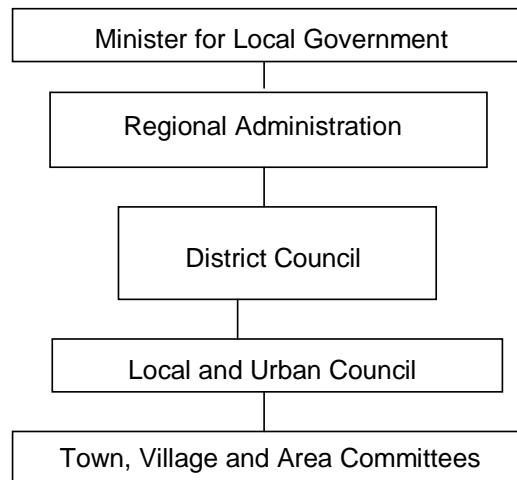 Minister for Local Government
Regional Administration
District Council
Local and Urban Council
Town, Village and Area Committees